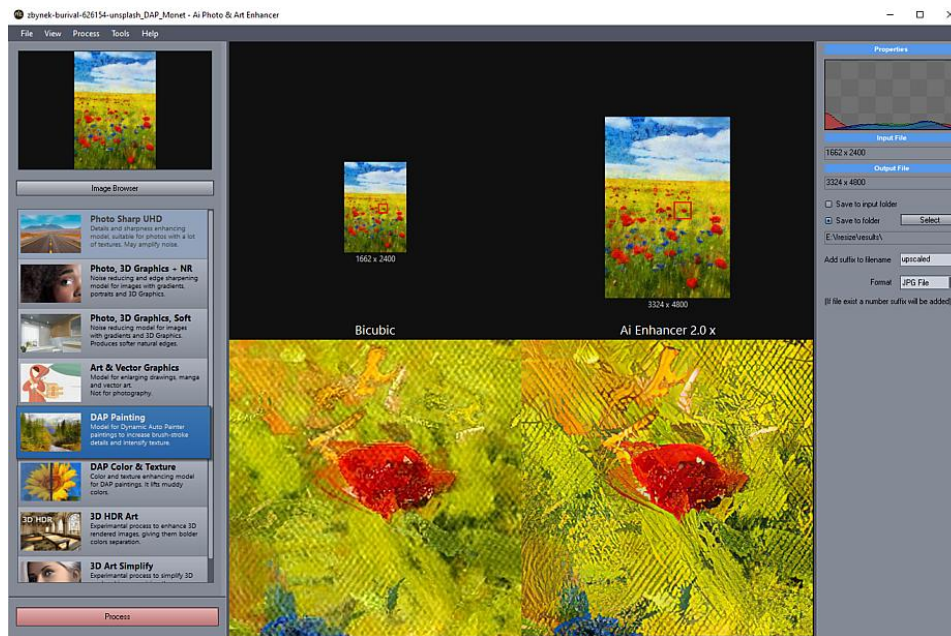 zbynek-burival-626154-unsplash_DAP_Monet - Ai Photo & Art Enhancer
File View Process Tools Help
Image Browser
Photo Sharp UHD
Details and sharpness enhancing
model, suitable for photos with a lot
of textures. May amplify noise.
Photo, 3D Graphics + NR
Noise reducing and edge sharpening
model for images with gradients,
portraits and 3D Graphics.
Photo, 3D Graphics, Soft
Noise reducing model for images
with gradients and 3D Graphics.
Produces softer natural edges.
Art & Vector Graphics
Model for enlarging drawings, manga
and vector art.
Not for photography.
DAP Painting
Model for Dynamic Auto Painter
paintings to increase brush-stroke
details and intensify texture.
DAP Color & Texture
Color and texture enhancing model
for DAP paintings. It lifts muddy
colors.
3D HDR
3D HDR Art
Experimental process to enhance 3D
rendered images, giving them bolder
colors separation.
3D Art Simplify
Experimental process to simplify 3D
Process
1662 x 2400
Bicubic
3324 x 4800
Ai Enhancer 2.0 x
Properties
Input File
1662 x 2400
Output File
3324 x 4800
Save to input folder
Save to folder Select
E:\resize\results\
Add suffix to filename upscaled
Format JPG File
(If file exist a number suffix will be added)